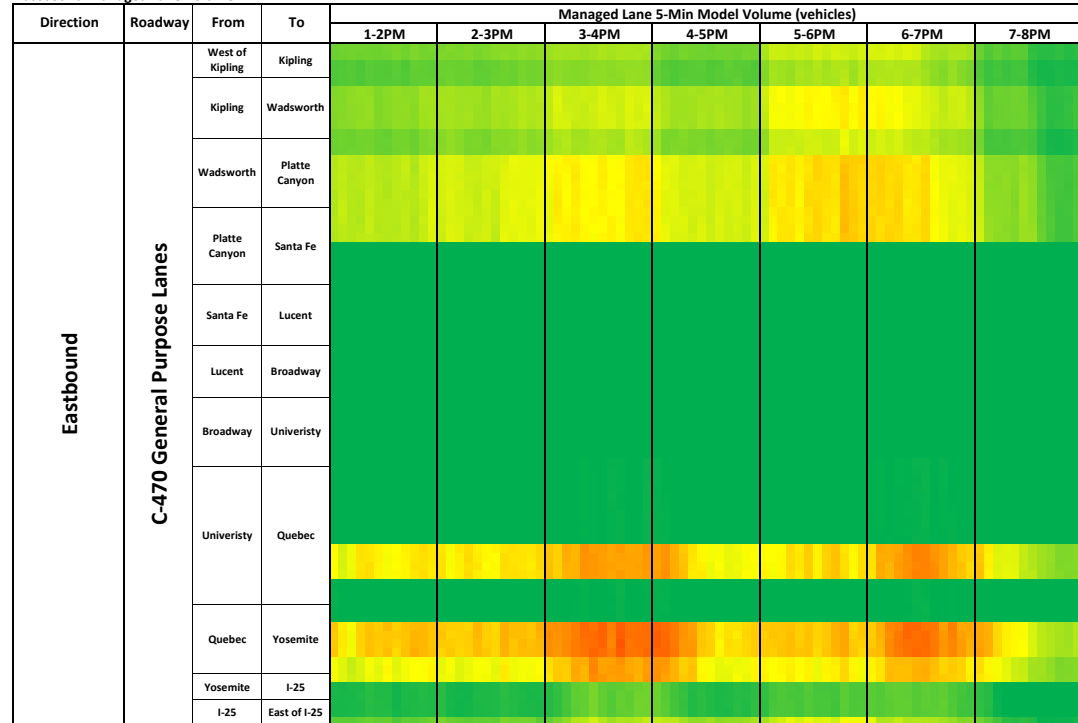 Managed Lane 5-Min Model Volume (vehicles)
Direction Roadway From To
1-2PM 2-3PM 3-4PM 4-5PM 5-6PM 6-7PM 7-8PM
Eastbound
C-470 General Purpose Lanes
West of
Kipling
Kipling
Kipling Wadsworth
Wadsworth
Platte
Canyon
Platte
Canyon
Santa Fe
Santa Fe Lucent
Lucent Broadway
Broadway Univeristy
Univeristy Quebec
Quebec Yosemite
Yosemite I-25
I-25 East of I-25